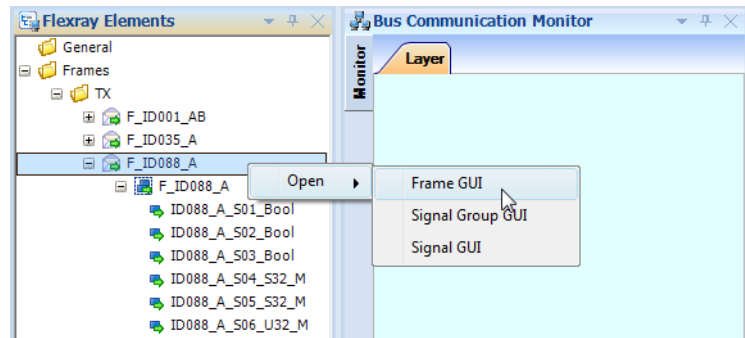 Flexray Elements
General
Frames
TX
F_ID001_AB
F_ID035_A
F_ID088_A
F_ID088_A
ID088_A_S01_Bool
ID088_A_S02_Bool
ID088_A_S03_Bool
ID088_A_S04_S32_M
ID088_A_S05_S32_M
ID088_A_S06_U32_M
Open
Frame GUI
Signal Group GUI
Signal GUI
Bus Communication Monitor
Monitor
Layer